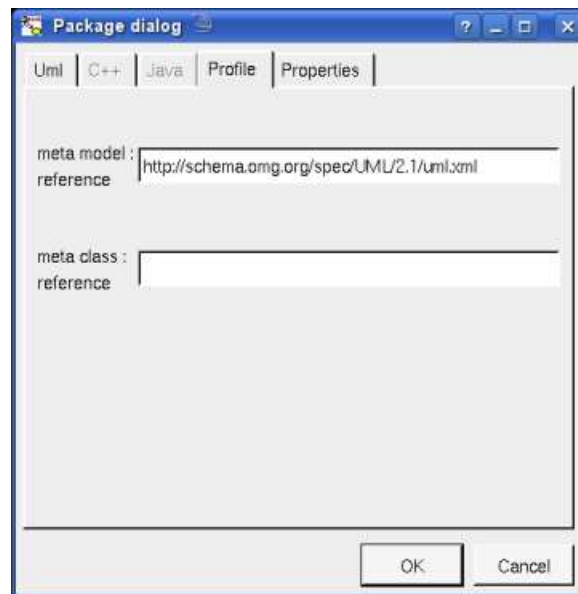 Package dialog
Uml C++ Java Profile Properties
meta model :
reference
http://schema.omg.org/spec/UML/2.1/uml.xml
meta class :
reference
OK Cancel